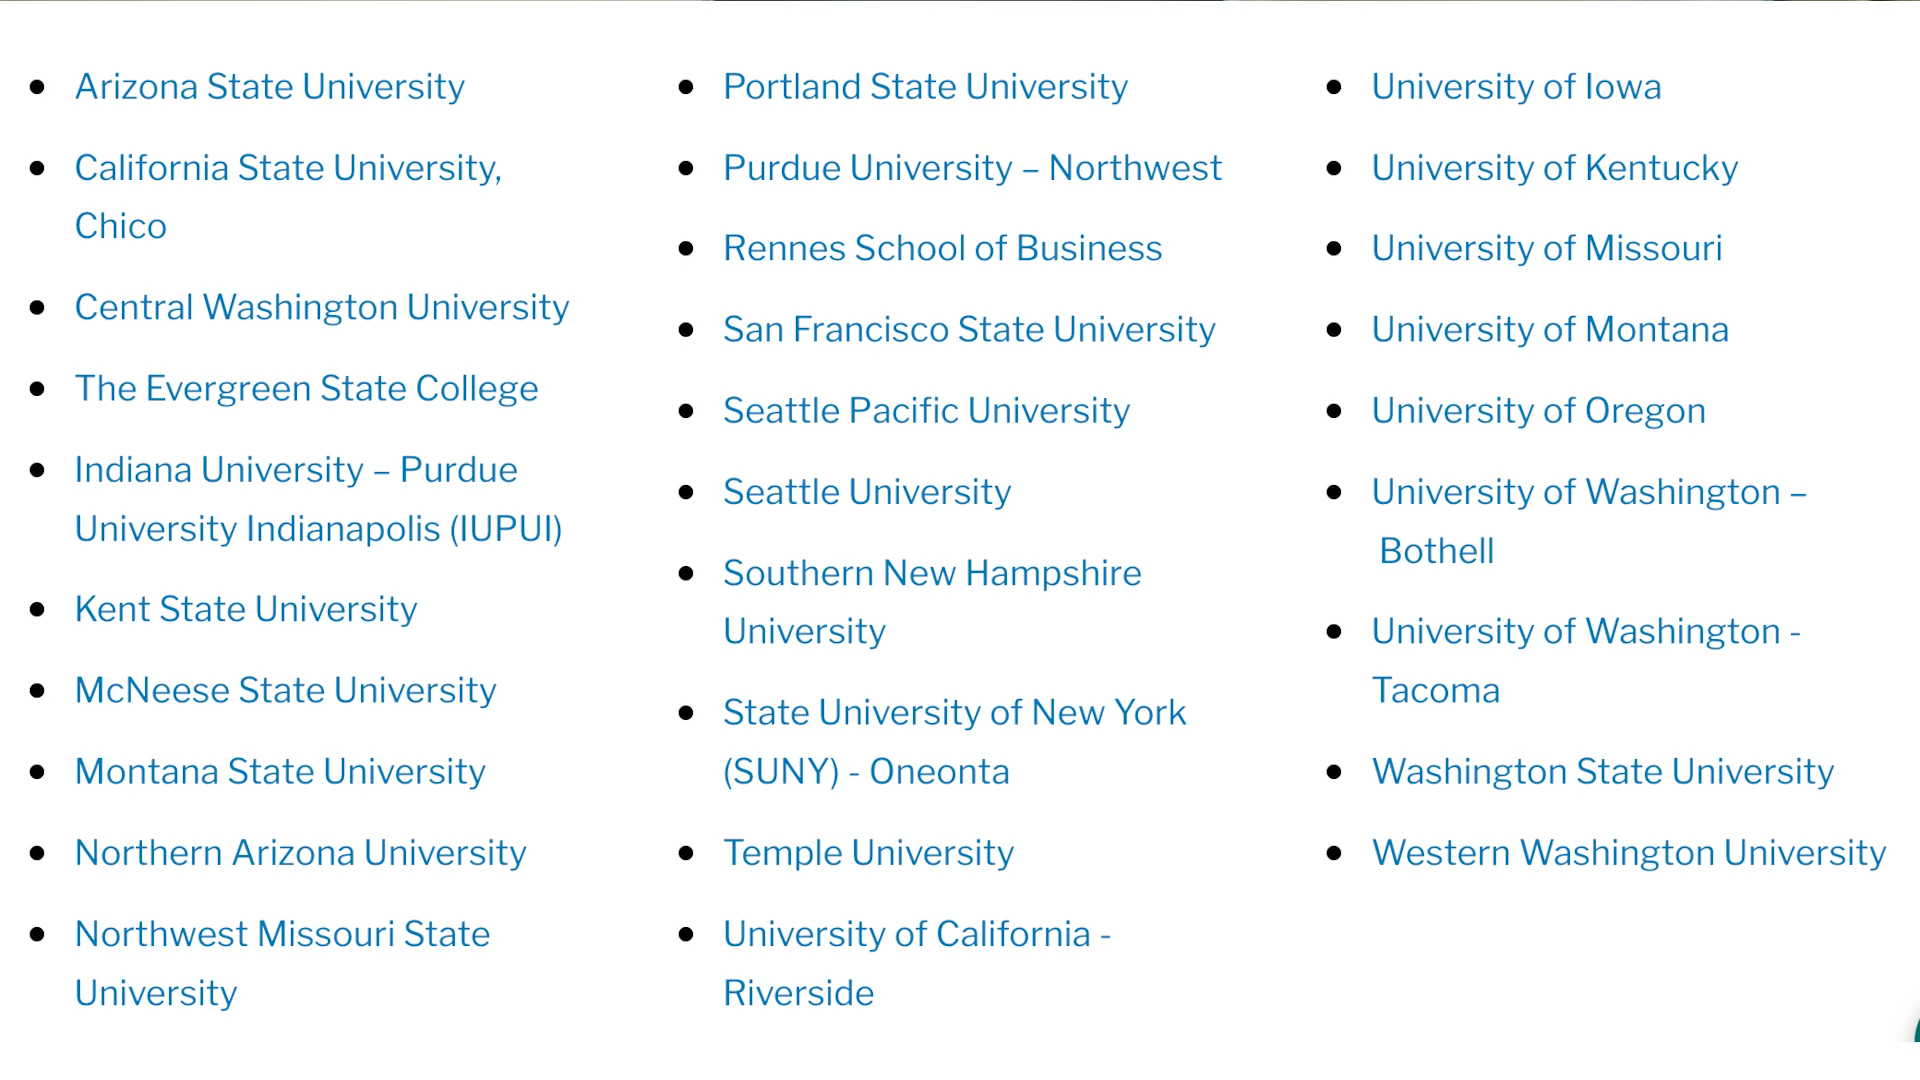 Arizona State University
California State University,
Chico
Central Washington University
The Evergreen State College
Indiana University – Purdue
University Indianapolis (IUPUI)
Kent State University
McNeese State University
Montana State University
Northern Arizona University
Northwest Missouri State
University
Portland State University
Purdue University – Northwest
Rennes School of Business
San Francisco State University
Seattle Pacific University
Seattle University
Southern New Hampshire
University
State University of New York
(SUNY) - Oneonta
Temple University
University of California -
Riverside
University of Iowa
University of Kentucky
University of Missouri
University of Montana
University of Oregon
University of Washington –
Bothell
University of Washington -
Tacoma
Washington State University
Western Washington University